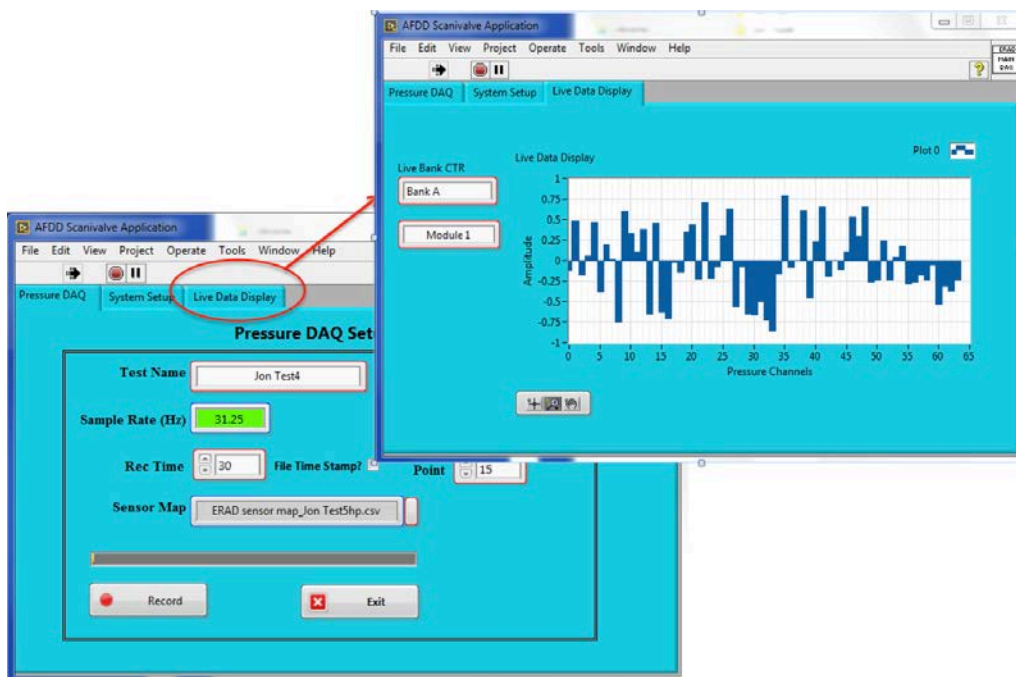 AFDD Scanivalve Application
File Edit View Project Operate Tools Window Help
ERAD
MAIN
DAQ
Pressure DAQ System Setup Live Data Display
Live Bank CTR
Bank A
Module 1
Live Data Display
Plot 0
Amplitude
1
0.75
0.5
0.25
0
-0.25
-0.5
-0.75
-1
0 5 10 15 20 25 30 35 40 45 50 55 60 65
Pressure Channels
AFDD Scanivalve Application
File Edit View Project Operate Tools Window Help
Pressure DAQ System Setup Live Data Display
Pressure DAQ Set
Test Name Jon Test4
Sample Rate (Hz) 31.25
Rec Time 30 File Time Stamp? Point 15
Sensor Map ERAD sensor map_Jon Test5hp.csv
Record Exit